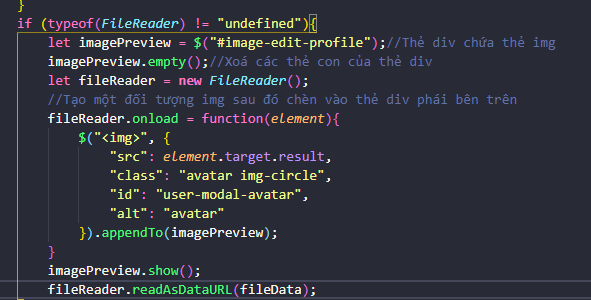 }
if (typeof(FileReader) != "undefined"){
let imagePreview = $("#image-edit-profile");//Thẻ div chứa thẻ img
imagePreview.empty();//Xoá các thẻ con của thẻ div
let fileReader = new FileReader();
//Tạo một đối tượng img sau đó chèn vào thẻ div phái bên trên
fileReader.onload = function(element){
$("<img>", {
"src": element.target.result,
"class": "avatar img-circle",
"id": "user-modal-avatar",
"alt": "avatar"
}).appendTo(imagePreview);
}
imagePreview.show();
fileReader.readAsDataURL(fileData);